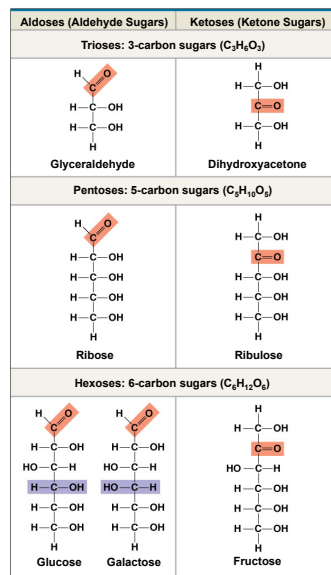 Aldoses (Aldehyde Sugars)
Ketoses (Ketone Sugars)
Trioses: 3-carbon sugars (C₃H₆O₃)
H
C=O
H—C—OH
H—C—OH
H
Glyceraldehyde
H
H—C—OH
C=O
H—C—OH
H
Dihydroxyacetone
Pentoses: 5-carbon sugars (C₅H₁₀O₅)
H
C=O
H—C—OH
H—C—OH
H—C—OH
H—C—OH
H
Ribose
H
H—C—OH
C=O
H—C—OH
H—C—OH
H—C—OH
H
Ribulose
Hexoses: 6-carbon sugars (C₆H₁₂O₆)
H
C=O
H—C—OH
HO—C—H
H—C—OH
H—C—OH
H—C—OH
H
Glucose
H
C=O
H—C—OH
HO—C—H
HO—C—H
H—C—OH
H—C—OH
H
Galactose
H
H—C—OH
C=O
HO—C—H
H—C—OH
H—C—OH
H—C—OH
H
Fructose